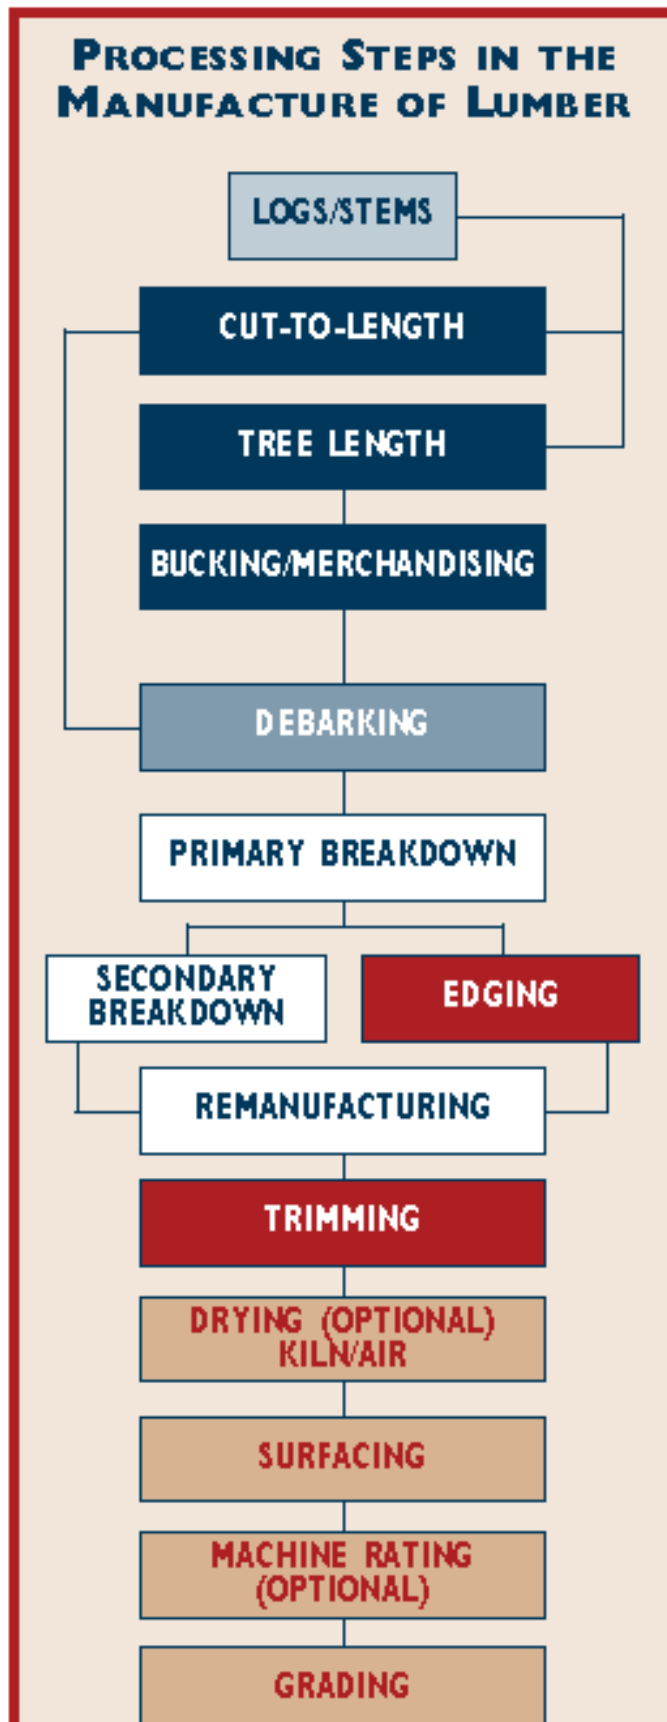 PROCESSING STEPS IN THE
MANUFACTURE OF LUMBER
LOGS/STEMS
CUT-TO-LENGTH
TREE LENGTH
BUCKING/MERCHANDISING
DEBARKING
PRIMARY BREAKDOWN
SECONDARY
BREAKDOWN
EDGING
REMANUFACTURING
TRIMMING
DRYING (OPTIONAL)
KILN/AIR
SURFACING
MACHINE RATING
(OPTIONAL)
GRADING